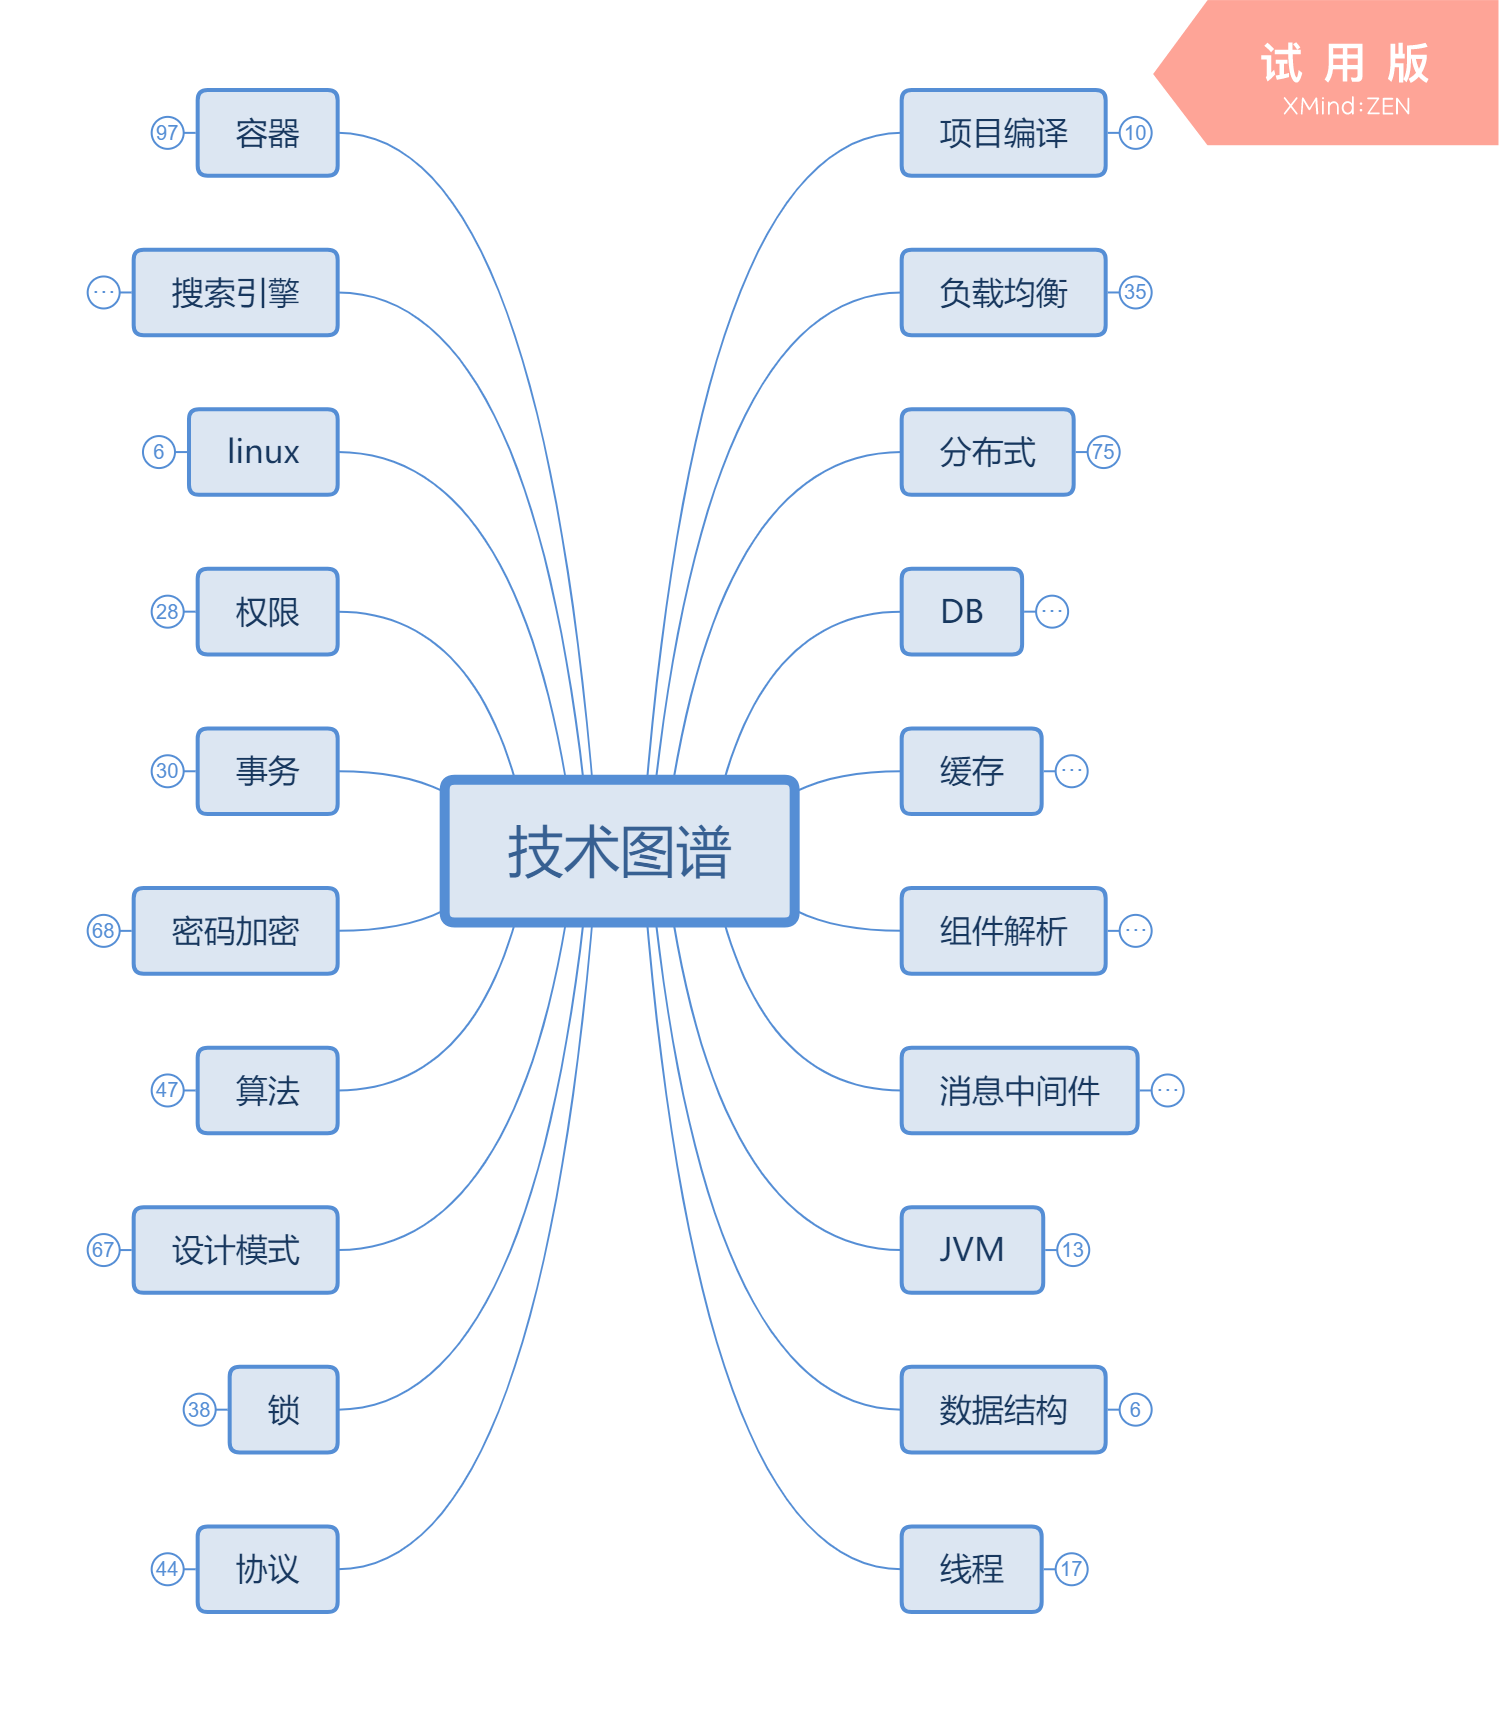 试用版
XMind:ZEN
技术图谱
项目编译 10
负载均衡 35
分布式 75
DB ...
缓存 ...
组件解析 ...
消息中间件 ...
JVM 13
数据结构 6
线程 17
97 容器
... 搜索引擎
6 linux
28 权限
30 事务
68 密码加密
47 算法
67 设计模式
38 锁
44 协议